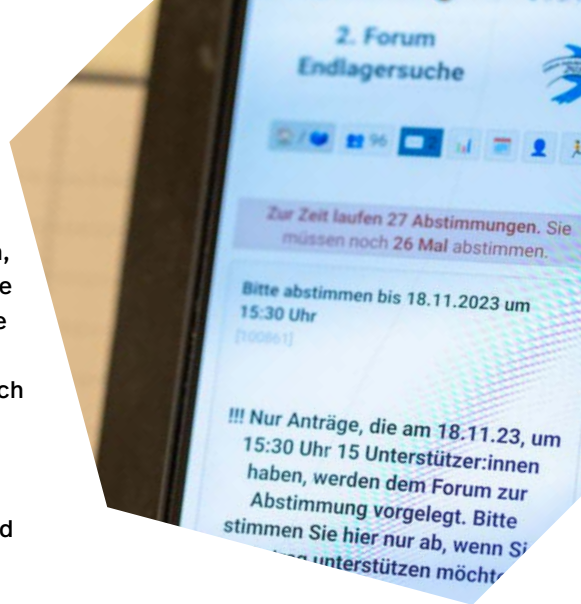 2. Forum
Endlagersuche
96
2
Zur Zeit laufen 27 Abstimmungen. Sie
müssen noch 26 Mal abstimmen.
Bitte abstimmen bis 18.11.2023 um
15:30 Uhr
[100861]
!!! Nur Anträge, die am 18.11.23, um
15:30 Uhr 15 Unterstützer:innen
haben, werden dem Forum zur
Abstimmung vorgelegt. Bitte
stimmen Sie hier nur ab, wenn
unterstützen